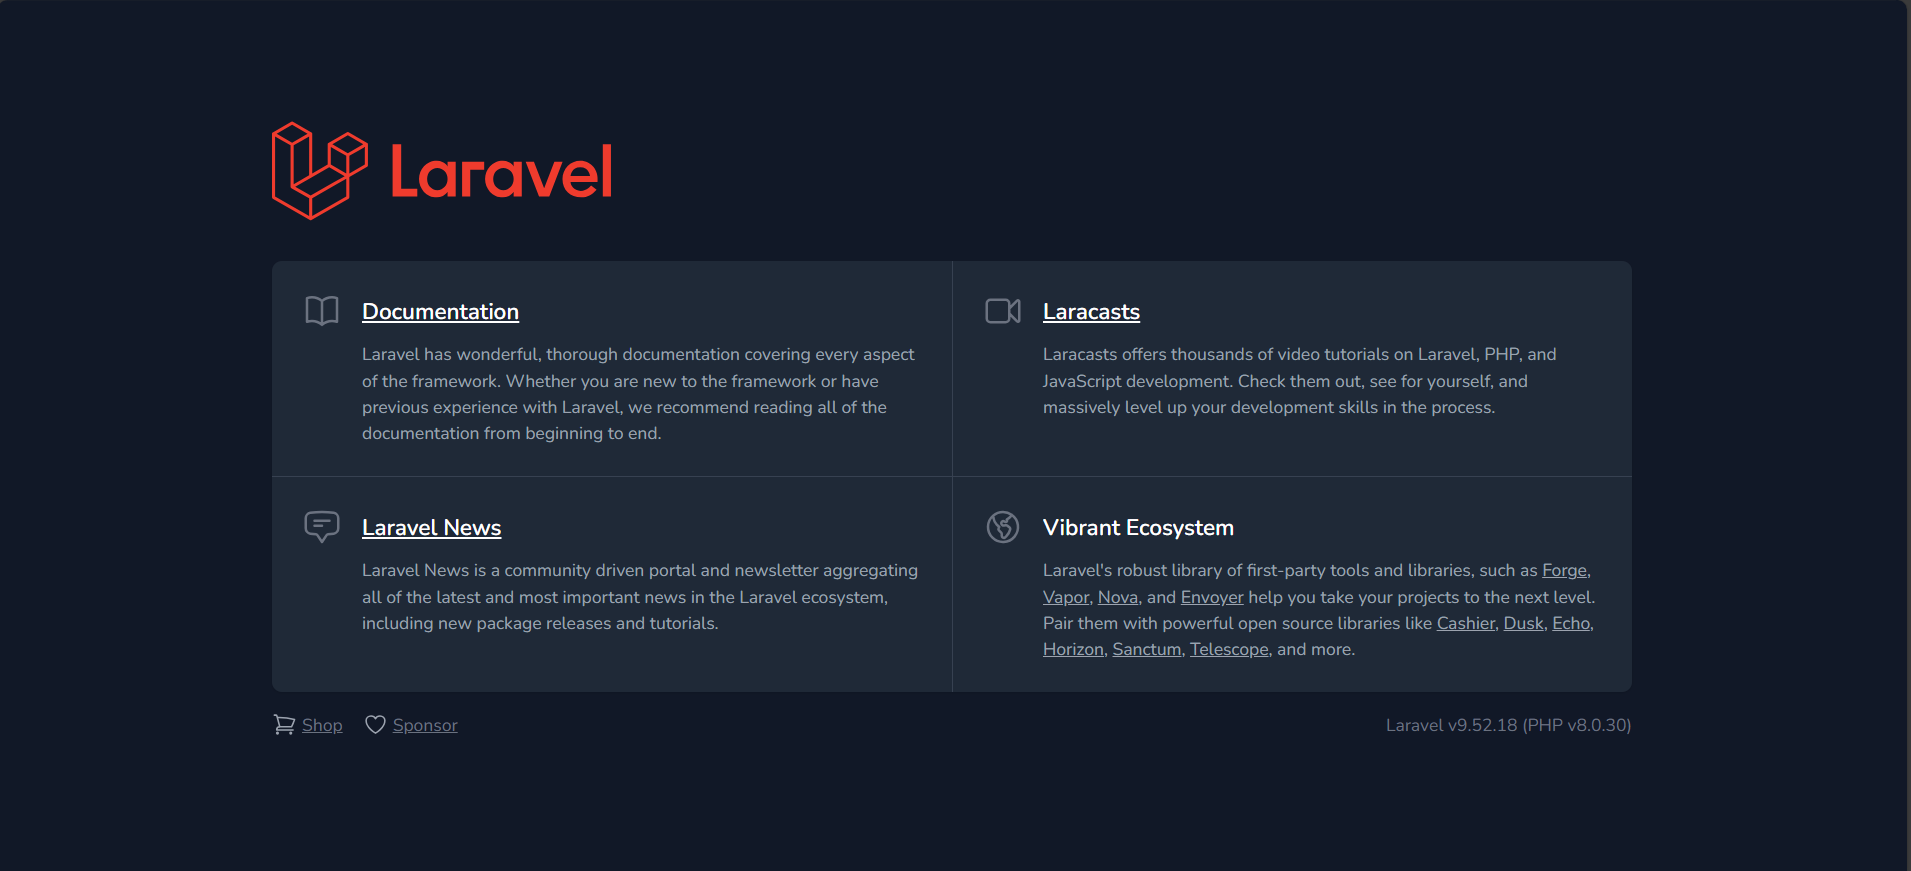 Laravel
Documentation
Laravel has wonderful, thorough documentation covering every aspect
of the framework. Whether you are new to the framework or have
previous experience with Laravel, we recommend reading all of the
documentation from beginning to end.
Laracasts
Laracasts offers thousands of video tutorials on Laravel, PHP, and
JavaScript development. Check them out, see for yourself, and
massively level up your development skills in the process.
Laravel News
Laravel News is a community driven portal and newsletter aggregating
all of the latest and most important news in the Laravel ecosystem,
including new package releases and tutorials.
Vibrant Ecosystem
Laravel's robust library of first-party tools and libraries, such as Forge,
Vapor, Nova, and Envoyer help you take your projects to the next level.
Pair them with powerful open source libraries like Cashier, Dusk, Echo,
Horizon, Sanctum, Telescope, and more.
Shop Sponsor
Laravel v9.52.18 (PHP v8.0.30)